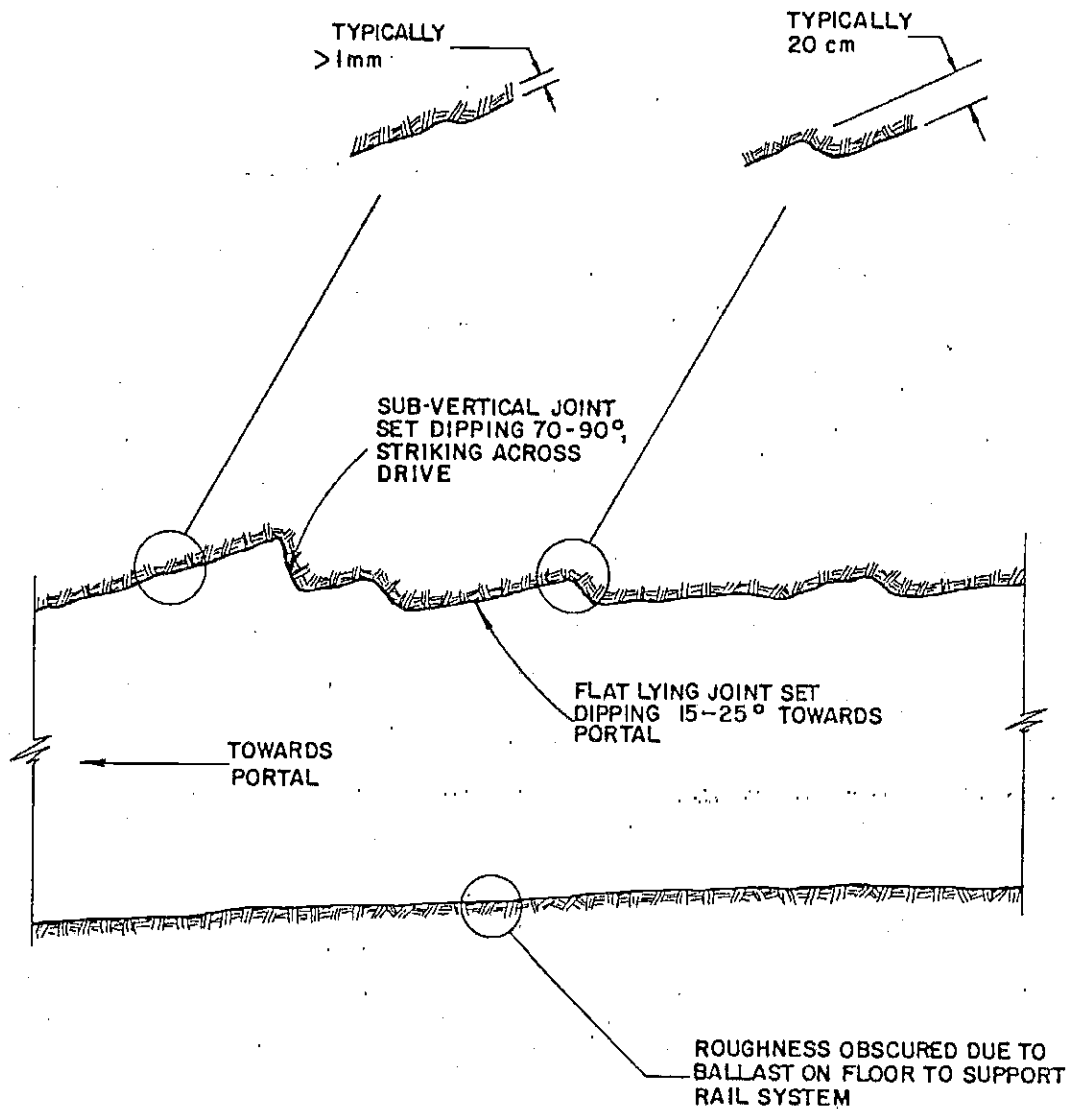 TYPICALLY
>1mm
TYPICALLY
20 cm
SUB-VERTICAL JOINT
SET DIPPING 70-90°,
STRIKING ACROSS
DRIVE
FLAT LYING JOINT SET
DIPPING 15-25° TOWARDS
PORTAL
TOWARDS
PORTAL
ROUGHNESS OBSCURED DUE TO
BALLAST ON FLOOR TO SUPPORT
RAIL SYSTEM